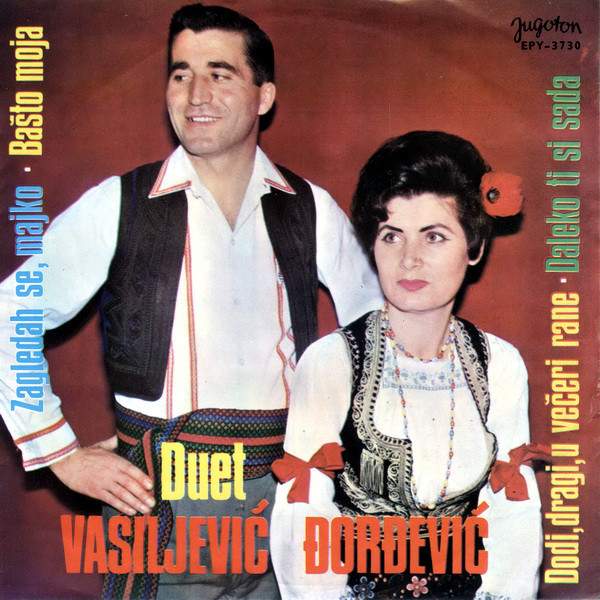 Jugoton
EPY-3730
Zagledah se, majko · Bašto moja
Dođi, dragi, u večeri rane · Daleko ti si sada
Duet
VASILJEVIĆ ĐORĐEVIĆ